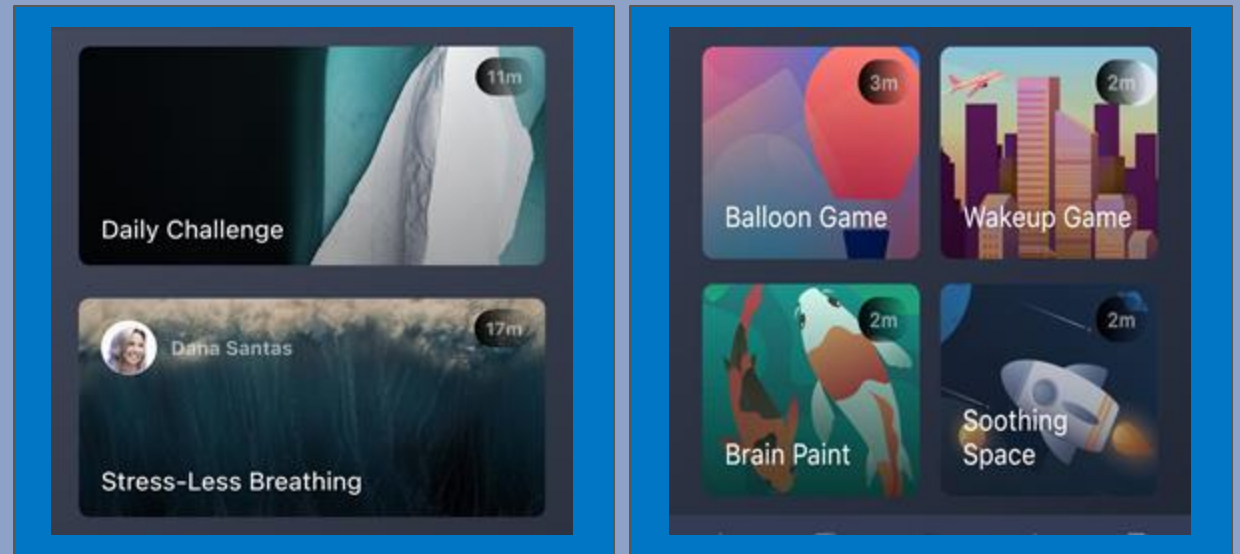 11m
Daily Challenge
Dana Santas
17m
Stress-Less Breathing
3m
Balloon Game
2m
Wakeup Game
2m
Brain Paint
2m
Soothing
Space